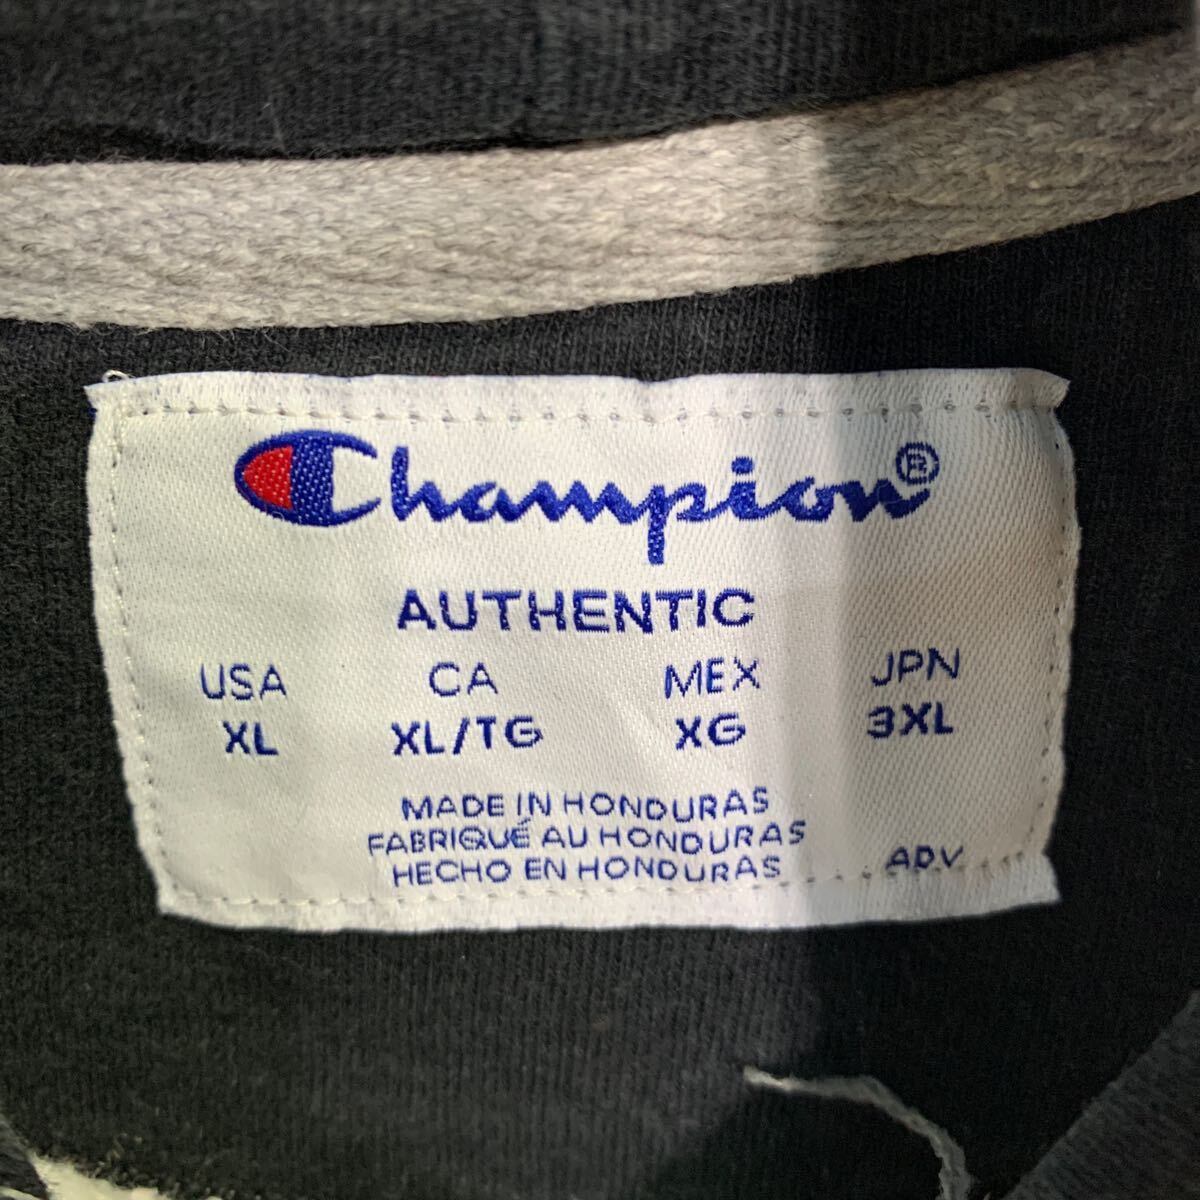 Champion®
AUTHENTIC
USA CA MEX JPN
XL XL/TG XG 3XL
MADE IN HONDURAS
FABRIQUÉ AU HONDURAS
HECHO EN HONDURAS
ADV